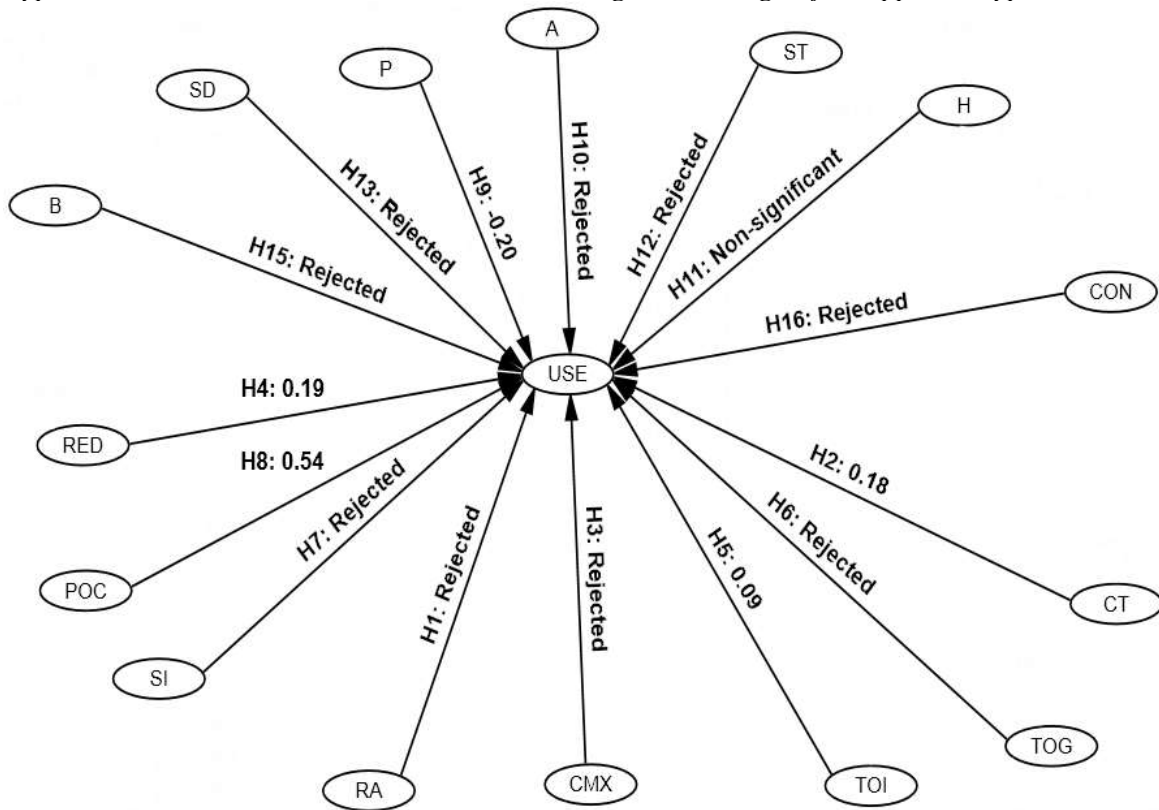 A
ST
P
H
SD
H10: Rejected
H12: Rejected
H9: -0.20
H13: Rejected
H11: Non-significant
B
H15: Rejected
CON
H16: Rejected
USE
H4: 0.19
RED
H8: 0.54
H2: 0.18
H7: Rejected
H6: Rejected
H1: Rejected
H3: Rejected
H5: 0.09
POC
CT
SI
TOG
RA
CMX
TOI